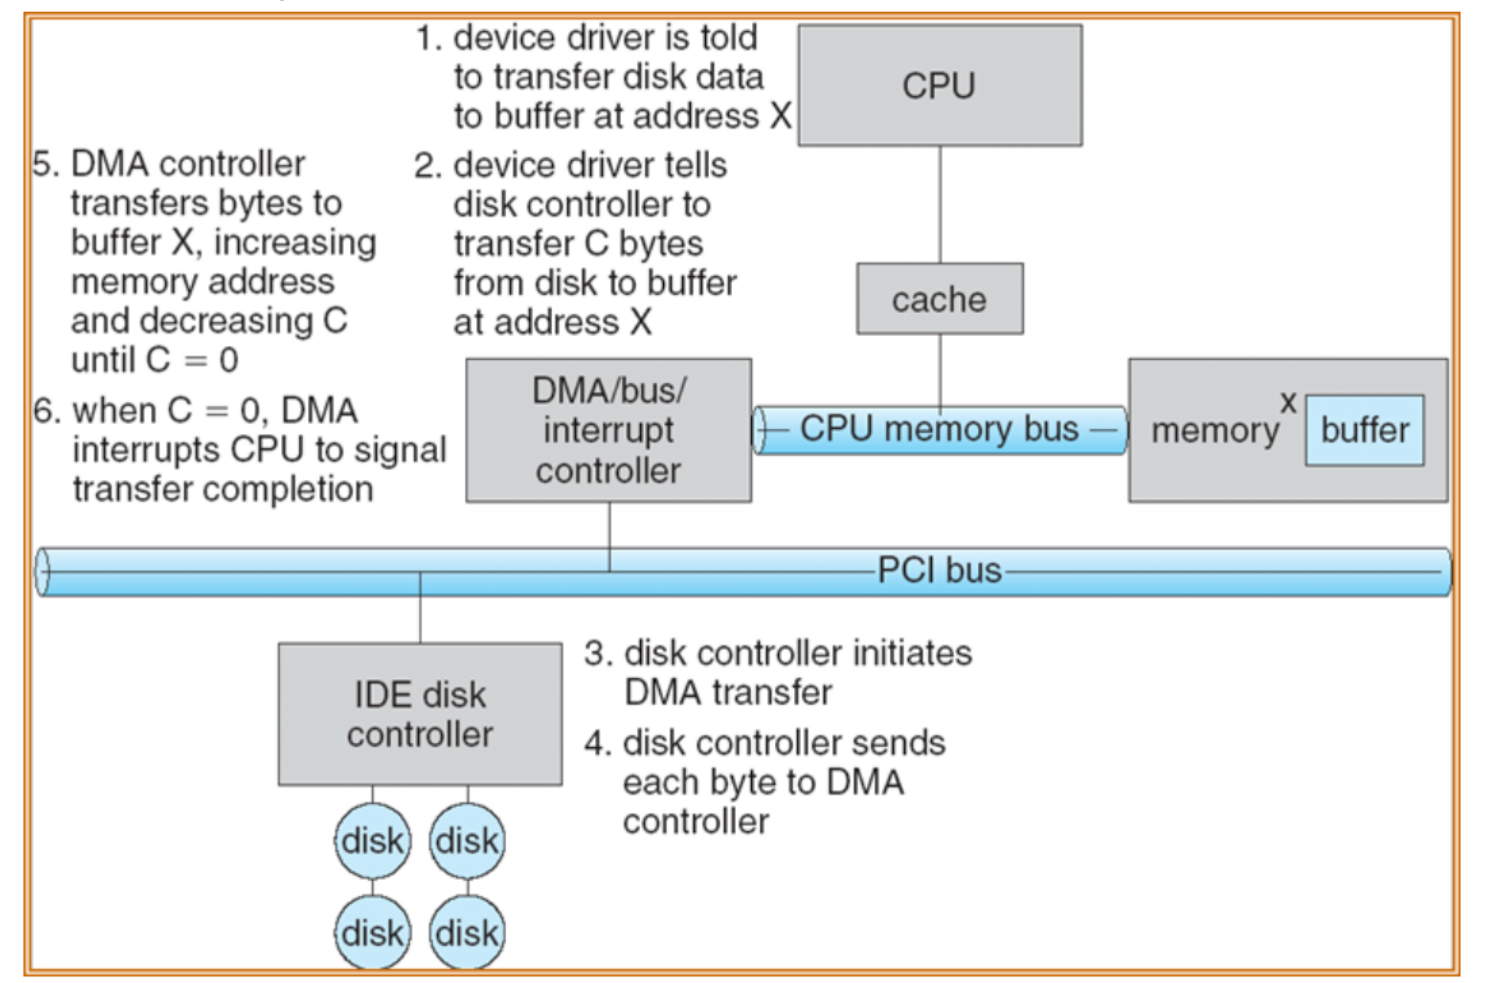 1. device driver is told
to transfer disk data
to buffer at address X
CPU
5. DMA controller
transfers bytes to
buffer X, increasing
memory address
and decreasing C
until C = 0
2. device driver tells
disk controller to
transfer C bytes
from disk to buffer
at address X
cache
6. when C = 0, DMA
interrupts CPU to signal
transfer completion
DMA/bus/
interrupt
controller
CPU memory bus
memory
x
buffer
PCI bus
IDE disk
controller
3. disk controller initiates
DMA transfer
4. disk controller sends
each byte to DMA
controller
disk
disk
disk
disk